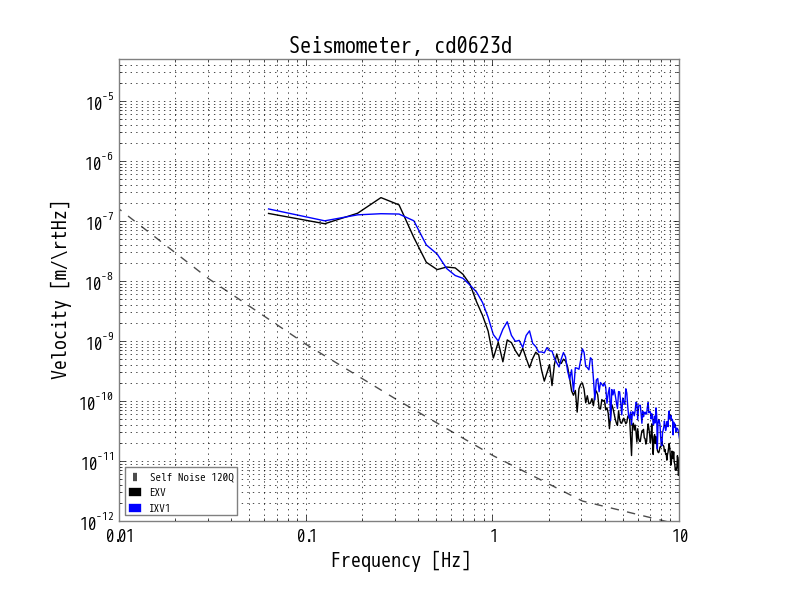 Seismometer, cd0623d
Velocity [m/\rtHz]
10^-5
10^-6
10^-7
10^-8
10^-9
10^-10
10^-11
10^-12
Self Noise 120Q
EXV
IXV1
0.01 0.1 1 10
Frequency [Hz]